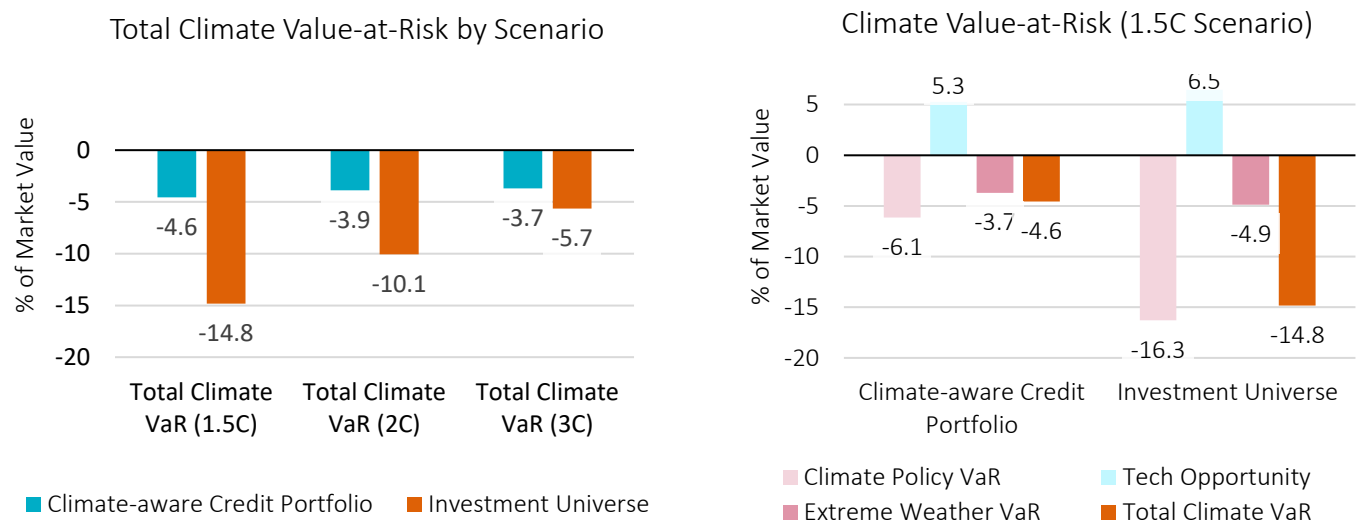 Total Climate Value-at-Risk by Scenario
% of Market Value
0
-5
-10
-15
-20
-4.6
-14.8
-3.9
-10.1
-3.7
-5.7
Total Climate
VaR (1.5C)
Total Climate
VaR (2C)
Total Climate
VaR (3C)
Climate-aware Credit Portfolio
Investment Universe
Climate Value-at-Risk (1.5C Scenario)
% of Market Value
5
0
-5
-10
-15
-20
5.3
6.5
-6.1
-3.7
-4.6
-16.3
-4.9
-14.8
Climate-aware Credit
Portfolio
Investment Universe
Climate Policy VaR
Tech Opportunity
Extreme Weather VaR
Total Climate VaR